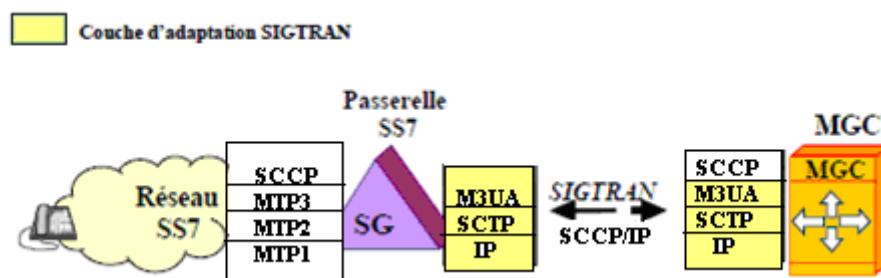 Couche d'adaptation SIGTRAN
Passerelle
SS7
MGC
Réseau
SS7
SCCP
MTP3
MTP2
MTP1
SG
M3UA
SCTP
IP
SIGTRAN
SCCP/IP
SCCP
M3UA
SCTP
IP
MGC